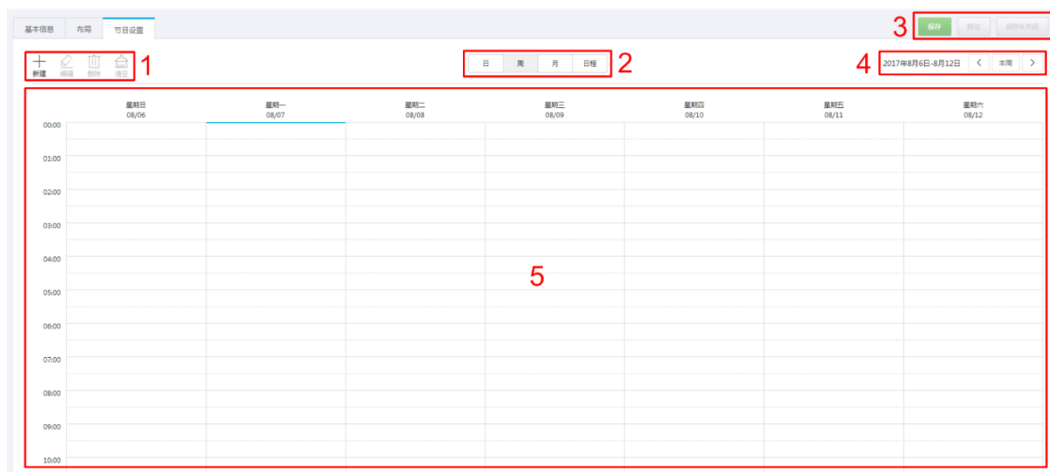 基本信息 布局 节目设置
3 保存 保存并关闭
新建 编辑 删除 清空 1
日 周 月 日程 2
4 2017年8月6日-8月12日 < 本周 >
星期日 星期一 星期二 星期三 星期四 星期五 星期六
08/06 08/07 08/08 08/09 08/10 08/11 08/12
00:00
01:00
02:00
03:00
04:00
5
05:00
06:00
07:00
08:00
09:00
10:00